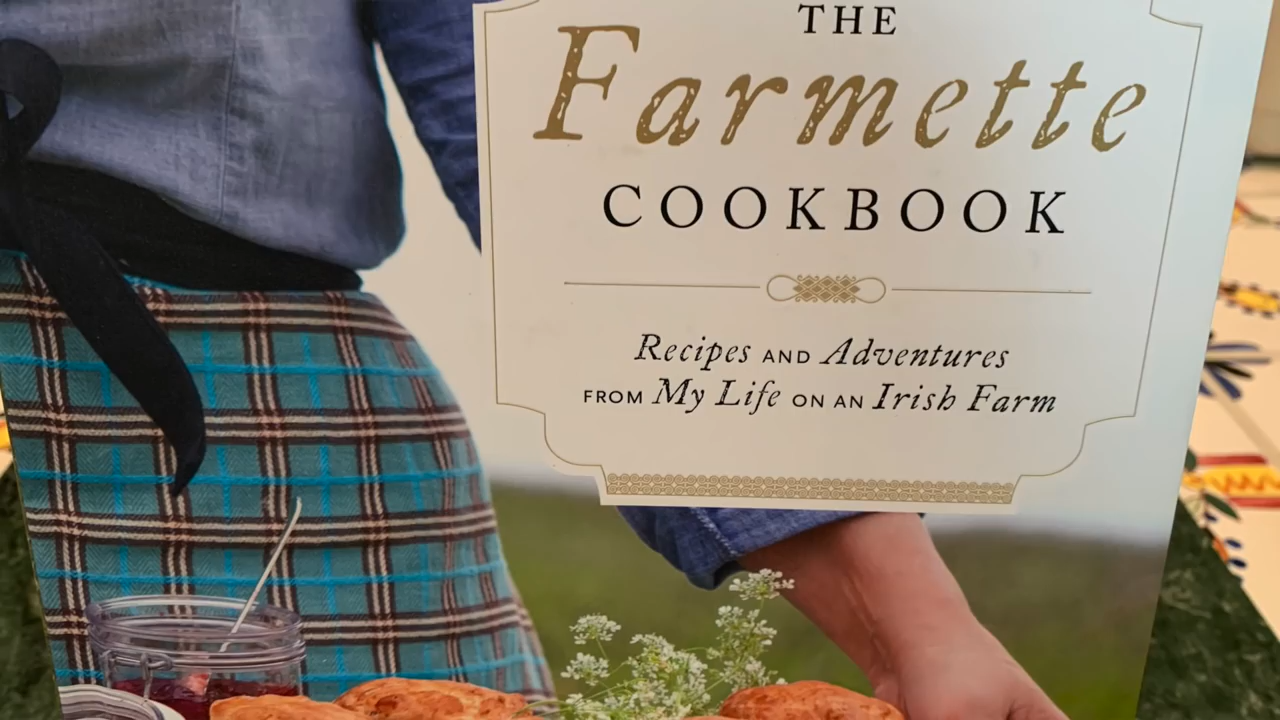 THE
Farmette
COOKBOOK
Recipes AND Adventures
FROM My Life ON AN Irish Farm